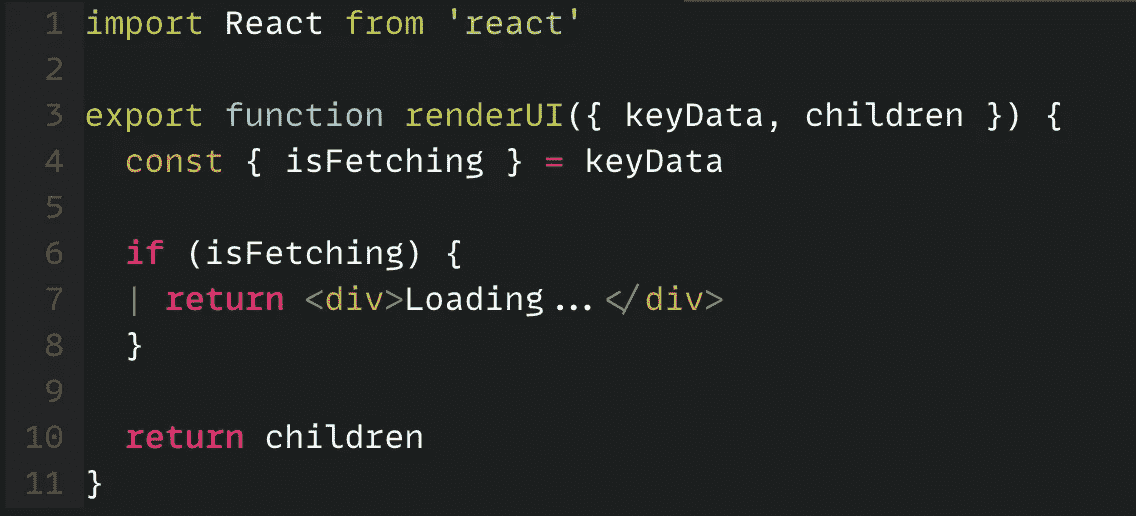 1 import React from 'react'
2
3 export function renderUI({ keyData, children }) {
4   const { isFetching } = keyData
5
6   if (isFetching) {
7   | return <div>Loading...</div>
8   }
9
10   return children
11 }